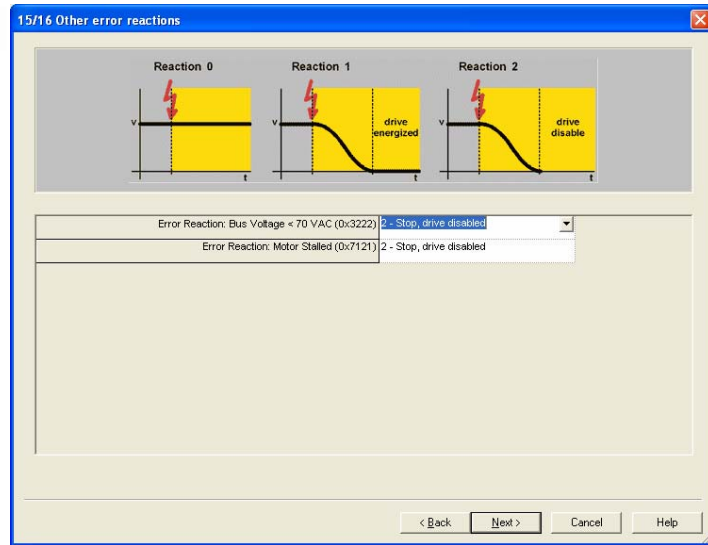 15/16 Other error reactions
Reaction 0
Reaction 1
Reaction 2
v
t
v
drive
energized
t
v
drive
disable
t
Error Reaction: Bus Voltage < 70 VAC (0x3222) 2 - Stop, drive disabled
Error Reaction: Motor Stalled (0x7121) 2 - Stop, drive disabled
< Back
Next >
Cancel
Help